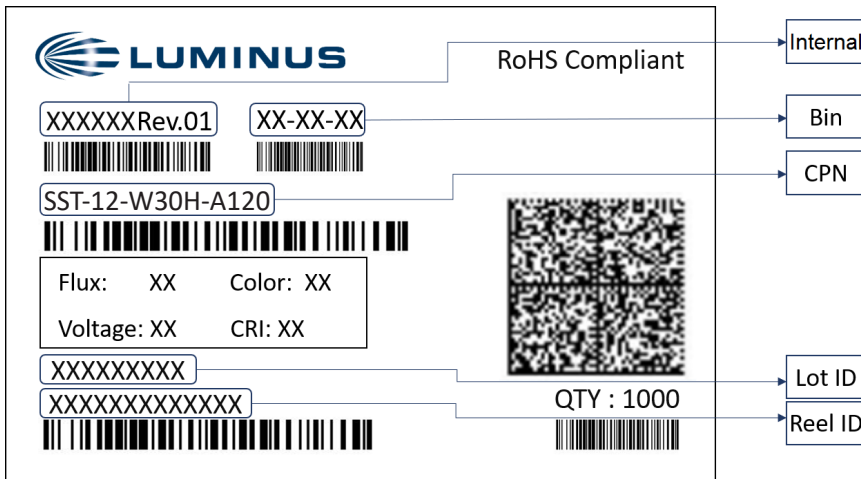 LUMINUS
RoHS Compliant
Internal
XXXXXXRev.01
XX-XX-XX
Bin
SST-12-W30H-A120
CPN
Flux: XX Color: XX
Voltage: XX CRI: XX
XXXXXXXXX
Lot ID
XXXXXXXXXXXXX
QTY : 1000
Reel ID